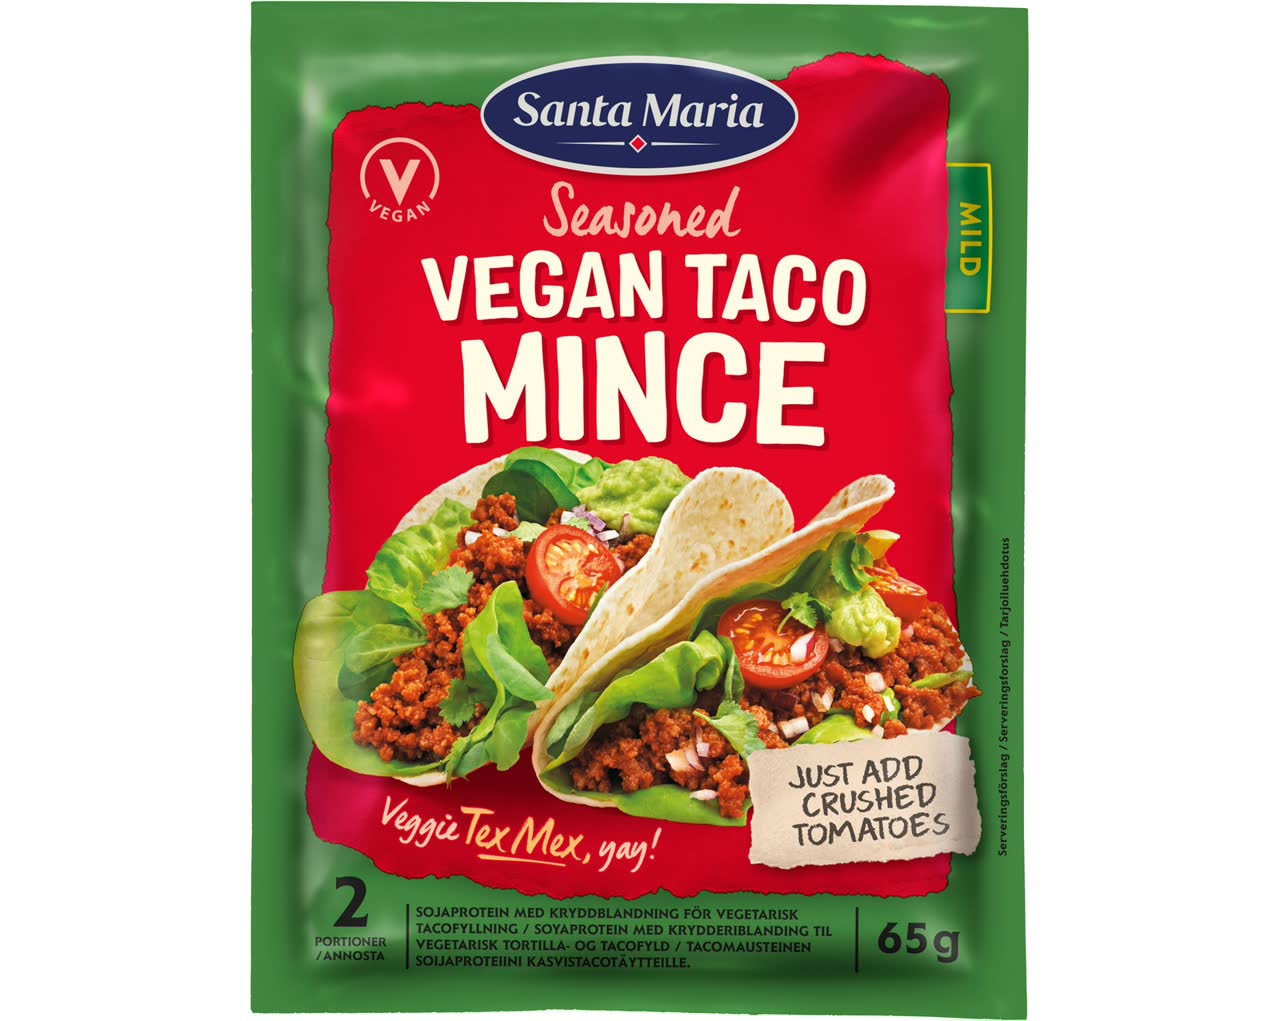 Santa Maria
V
VEGAN
Seasoned
VEGAN TACO
MINCE
MILD
JUST ADD
CRUSHED
TOMATOES
Veggie Tex Mex, yay!
Serveringsförslag / Serveringsforslag / Tarjoiluehdotus
2
PORTIONER
/ANNOSTA
SOJAPROTEIN MED KRYDDBLANDNING FÖR VEGETARISK
TACOFYLLNING / SOYAPROTEIN MED KRYDDERIBLANDING TIL
VEGETARISK TORTILLA- OG TACOFYLD / TACOMAUSTEINEN
SOIJAPROTEIINI KASVISTACOTÄYTTEILLE.
65g